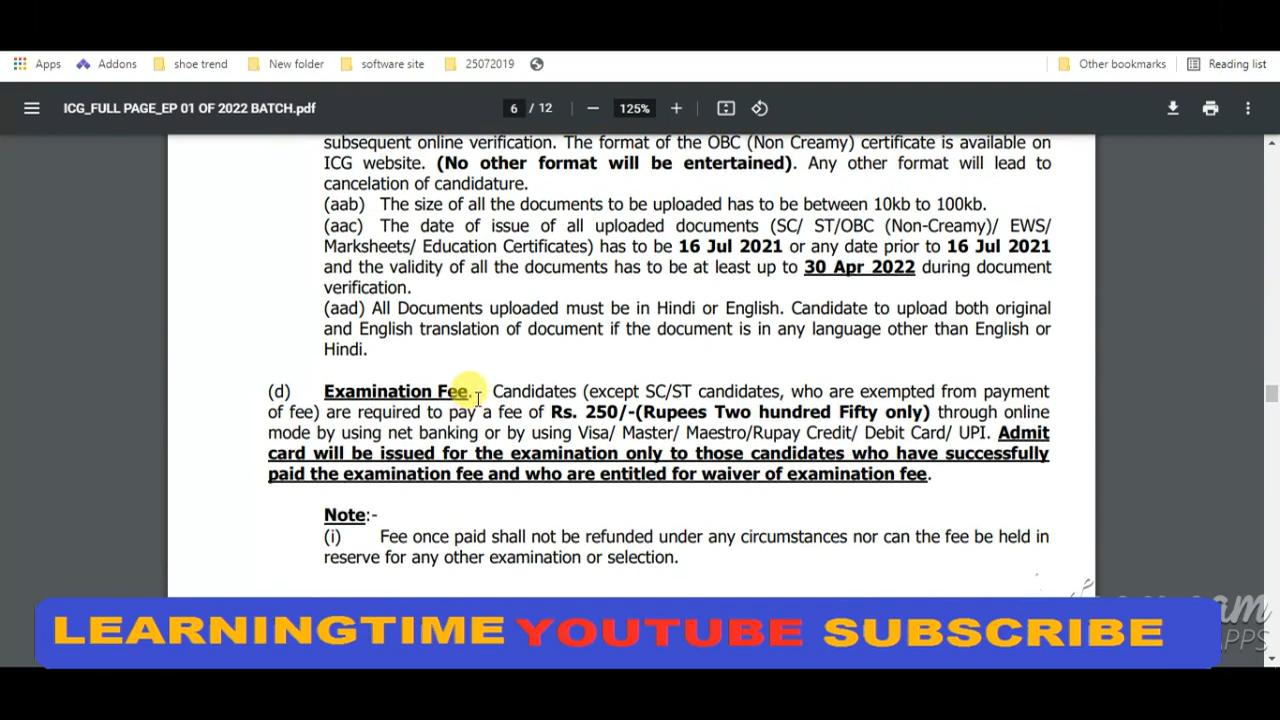 Apps Addons shoe trend New folder software site 25072019 Other bookmarks Reading list
ICG_FULL PAGE_EP 01 OF 2022 BATCH.pdf 6 / 12 125%
subsequent online verification. The format of the OBC (Non Creamy) certificate is available on
ICG website. (No other format will be entertained). Any other format will lead to
cancelation of candidature.
(aab) The size of all the documents to be uploaded has to be between 10kb to 100kb.
(aac) The date of issue of all uploaded documents (SC/ ST/OBC (Non-Creamy)/ EWS/
Marksheets/ Education Certificates) has to be 16 Jul 2021 or any date prior to 16 Jul 2021
and the validity of all the documents has to be at least up to 30 Apr 2022 during document
verification.
(aad) All Documents uploaded must be in Hindi or English. Candidate to upload both original
and English translation of document if the document is in any language other than English or
Hindi.
(d) Examination Fee. Candidates (except SC/ST candidates, who are exempted from payment
of fee) are required to pay a fee of Rs. 250/-(Rupees Two hundred Fifty only) through online
mode by using net banking or by using Visa/ Master/ Maestro/Rupay Credit/ Debit Card/ UPI. Admit
card will be issued for the examination only to those candidates who have successfully
paid the examination fee and who are entitled for waiver of examination fee.
Note:-
(i) Fee once paid shall not be refunded under any circumstances nor can the fee be held in
reserve for any other examination or selection.
LEARNINGTIME YOUTUBE SUBSCRIBE
APPS